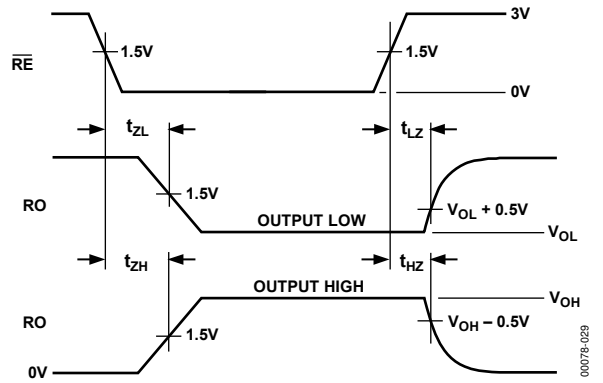 3V
RE
1.5V
1.5V
0V
tZL
tLZ
RO
1.5V
OUTPUT LOW
VOL + 0.5V
VOL
tZH
tHZ
OUTPUT HIGH
VOH
RO
1.5V
VOH – 0.5V
0V
00078-029